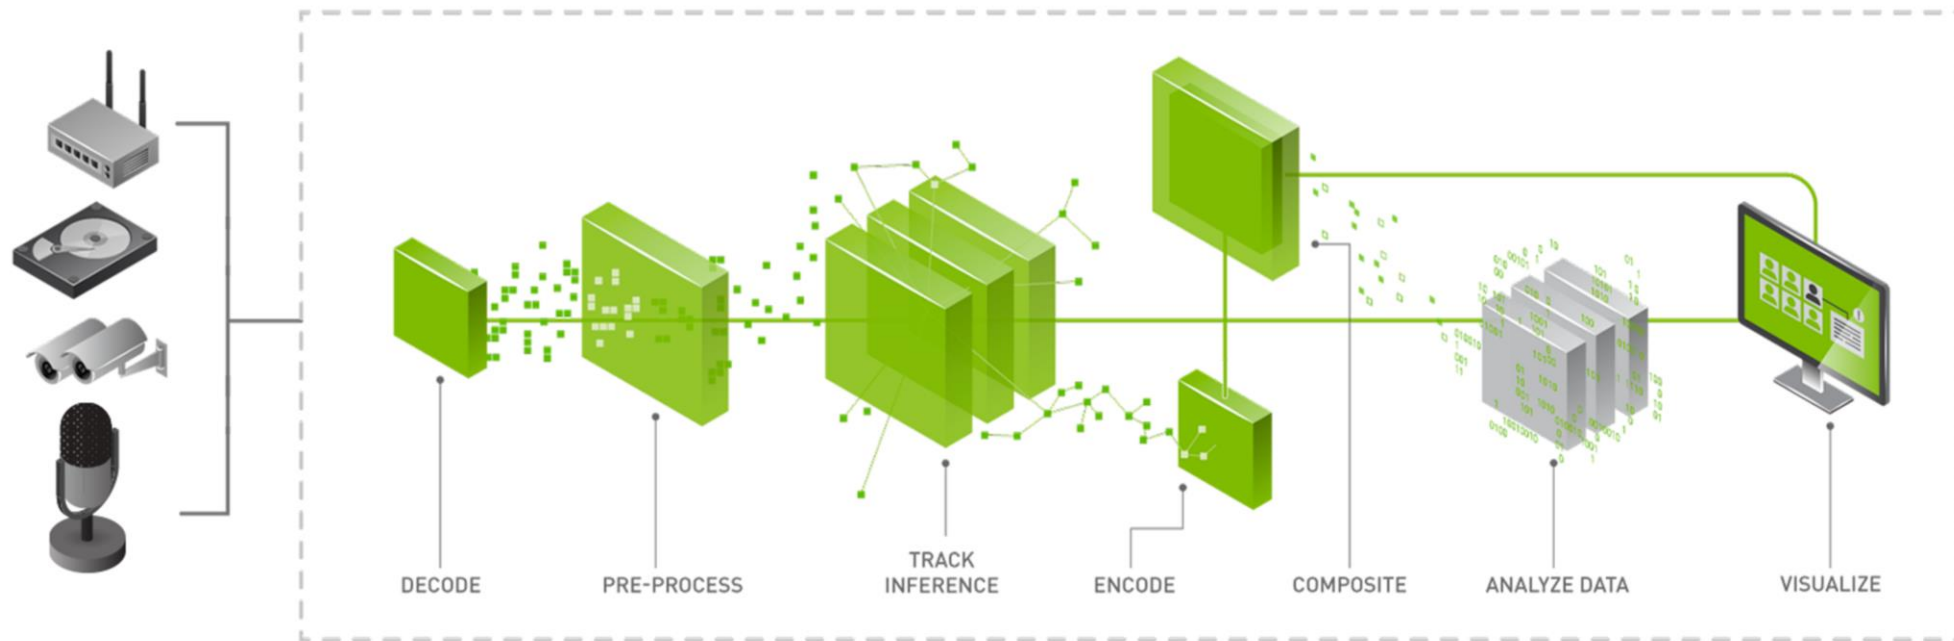 DECODE
PRE-PROCESS
TRACK
INFERENCE
ENCODE
COMPOSITE
ANALYZE DATA
VISUALIZE